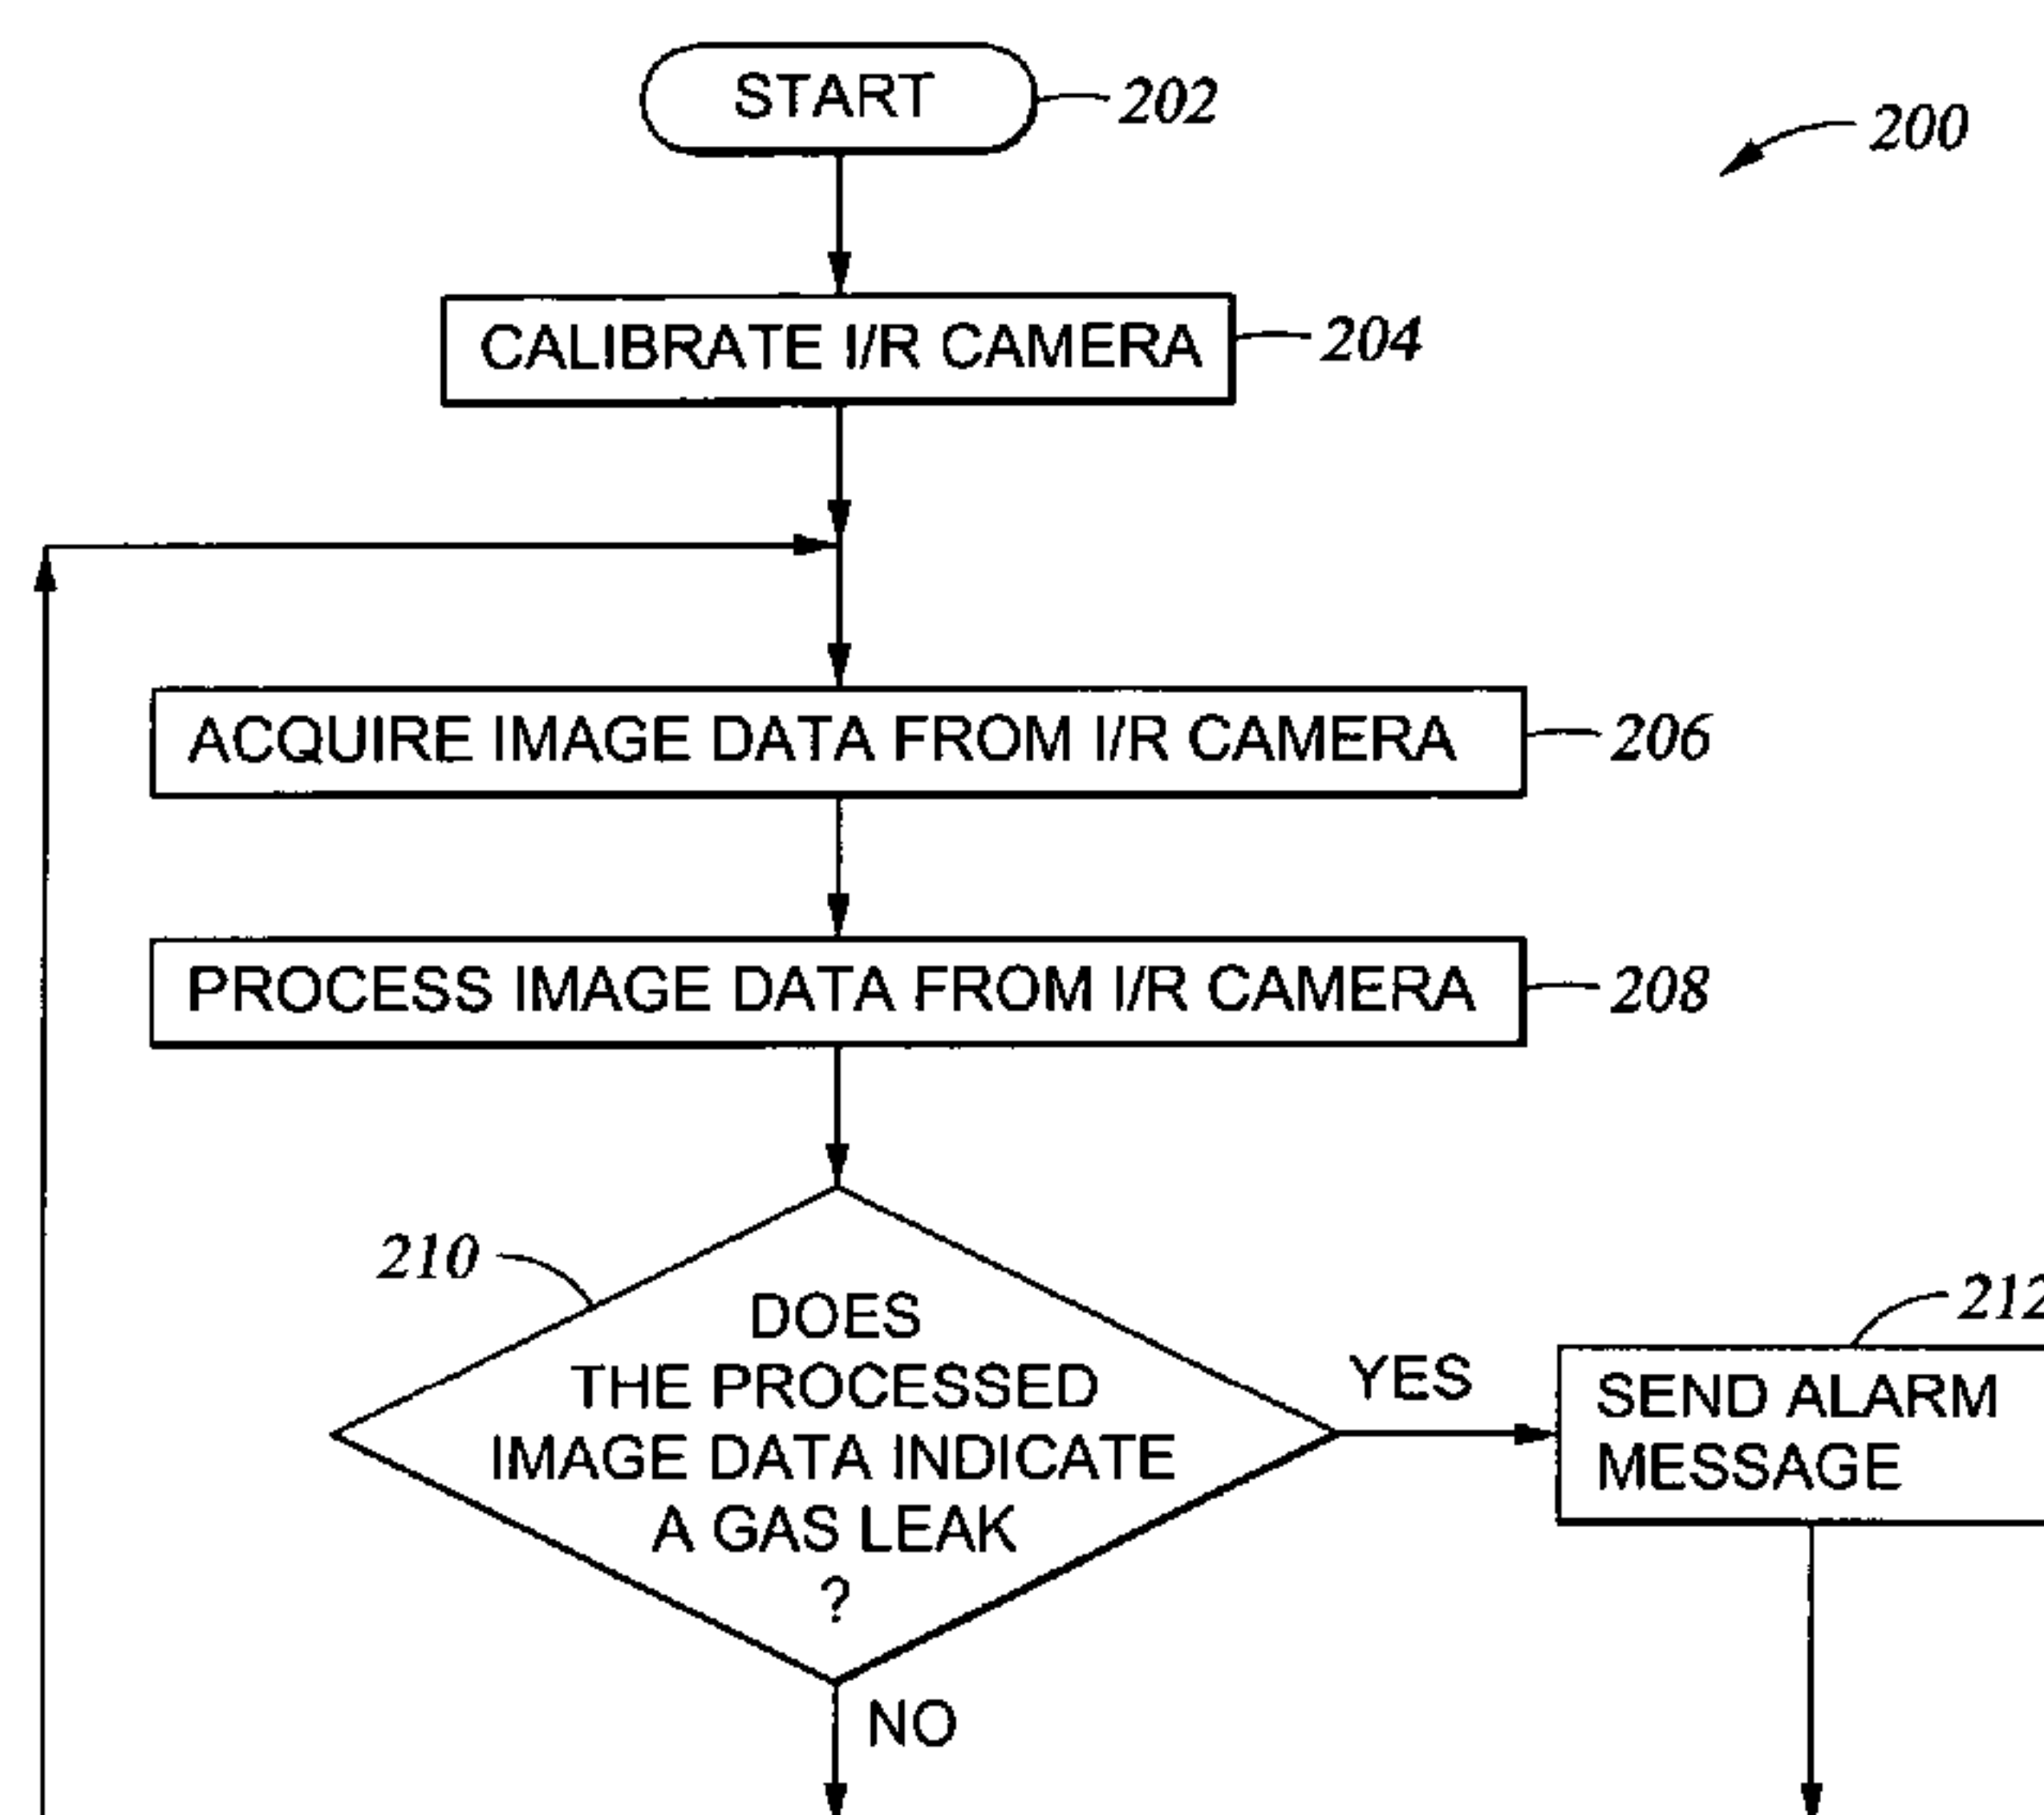 START
202
200
CALIBRATE I/R CAMERA
204
ACQUIRE IMAGE DATA FROM I/R CAMERA
206
PROCESS IMAGE DATA FROM I/R CAMERA
208
210
DOES
THE PROCESSED
IMAGE DATA INDICATE
A GAS LEAK
?
YES
212
SEND ALARM
MESSAGE
NO